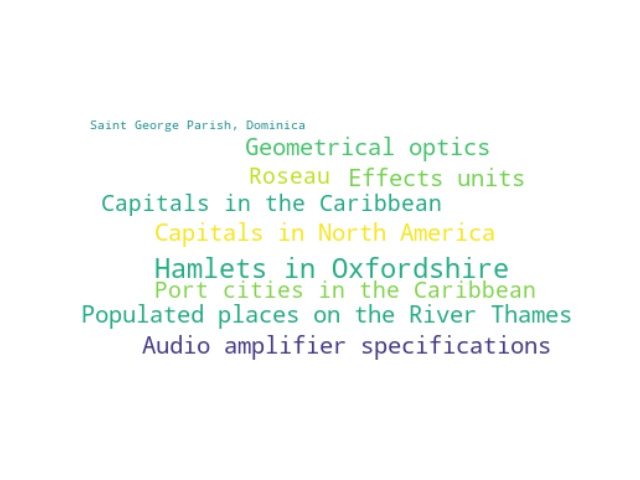 Saint George Parish, Dominica
Geometrical optics
Roseau
Effects units
Capitals in the Caribbean
Capitals in North America
Hamlets in Oxfordshire
Port cities in the Caribbean
Populated places on the River Thames
Audio amplifier specifications